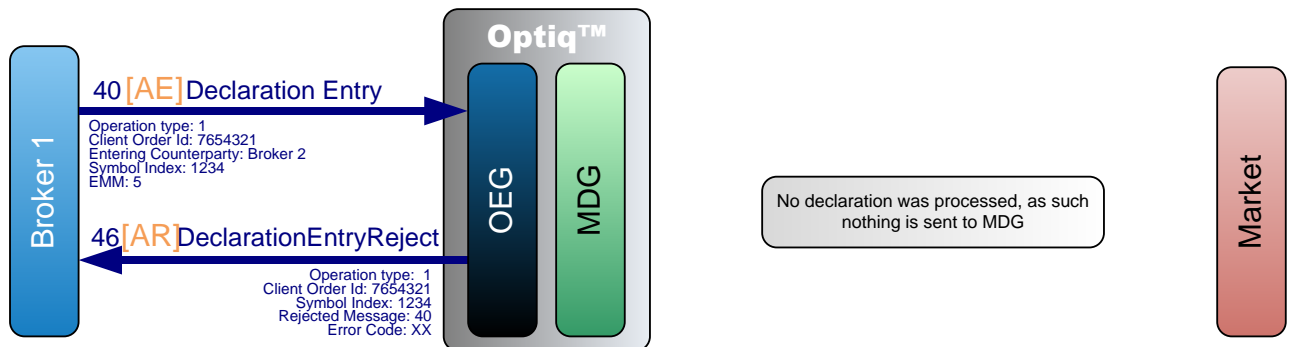 Optiq™
Broker 1
40 [AE] Declaration Entry
Operation type: 1
Client Order Id: 7654321
Entering Counterparty: Broker 2
Symbol Index: 1234
EMM: 5
46[AR]DeclarationEntryReject
Operation type:  1
Client Order Id: 7654321
Symbol Index: 1234
Rejected Message: 40
Error Code: XX
OEG
MDG
No declaration was processed, as such
nothing is sent to MDG
Market